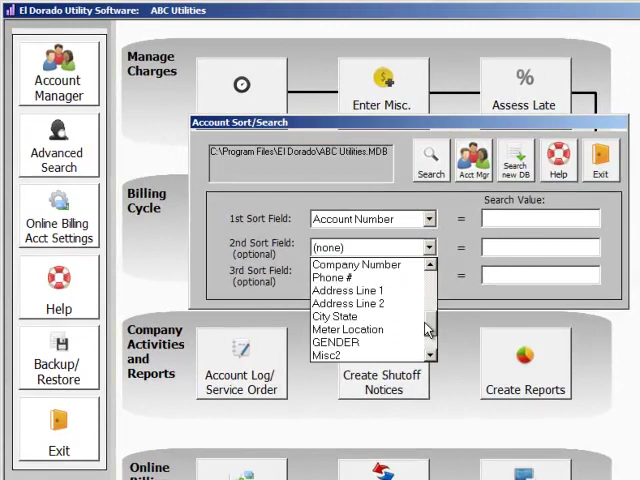 El Dorado Utility Software: ABC Utilities
Account
Manager
Advanced
Search
Online Billing
Acct Settings
Help
Backup/
Restore
Exit
Manage
Charges
Enter Misc.
%
Assess Late
Account Sort/Search
C:\Program Files\El Dorado\ABC Utilities.MDB
Search
Acct Mgr
Search
new DB
Help
Exit
Search Value:
1st Sort Field:
Account Number
=
2nd Sort Field:
(optional)
(none)
=
3rd Sort Field:
(optional)
=
Company Number
Phone #
Address Line 1
Address Line 2
City State
Meter Location
GENDER
Misc2
Billing
Cycle
Company
Activities
and
Reports
Account Log/
Service Order
Create Shutoff
Notices
Create Reports
Online